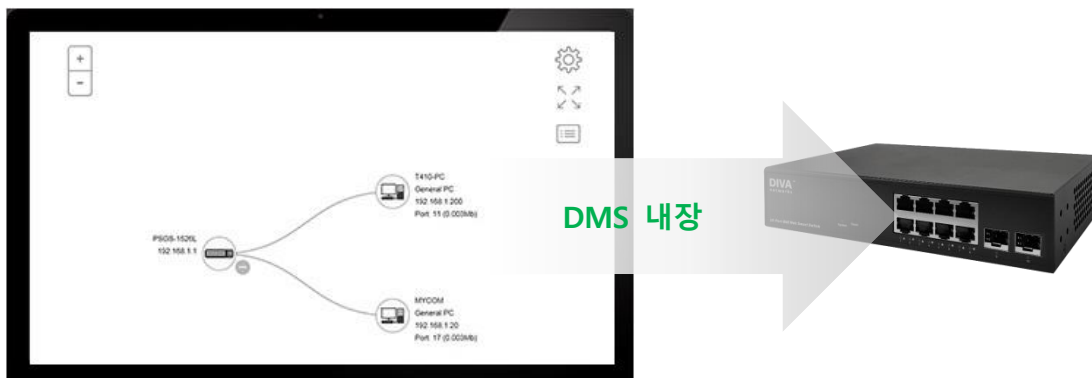 +
-
T410-PC
General PC
192.168.1.200
Port: 11 (0.003Mb)
PSGS-1526L
192.168.1.1
MYCOM
General PC
192.168.1.20
Port: 17 (0.003Mb)
DMS 내장
DIVA